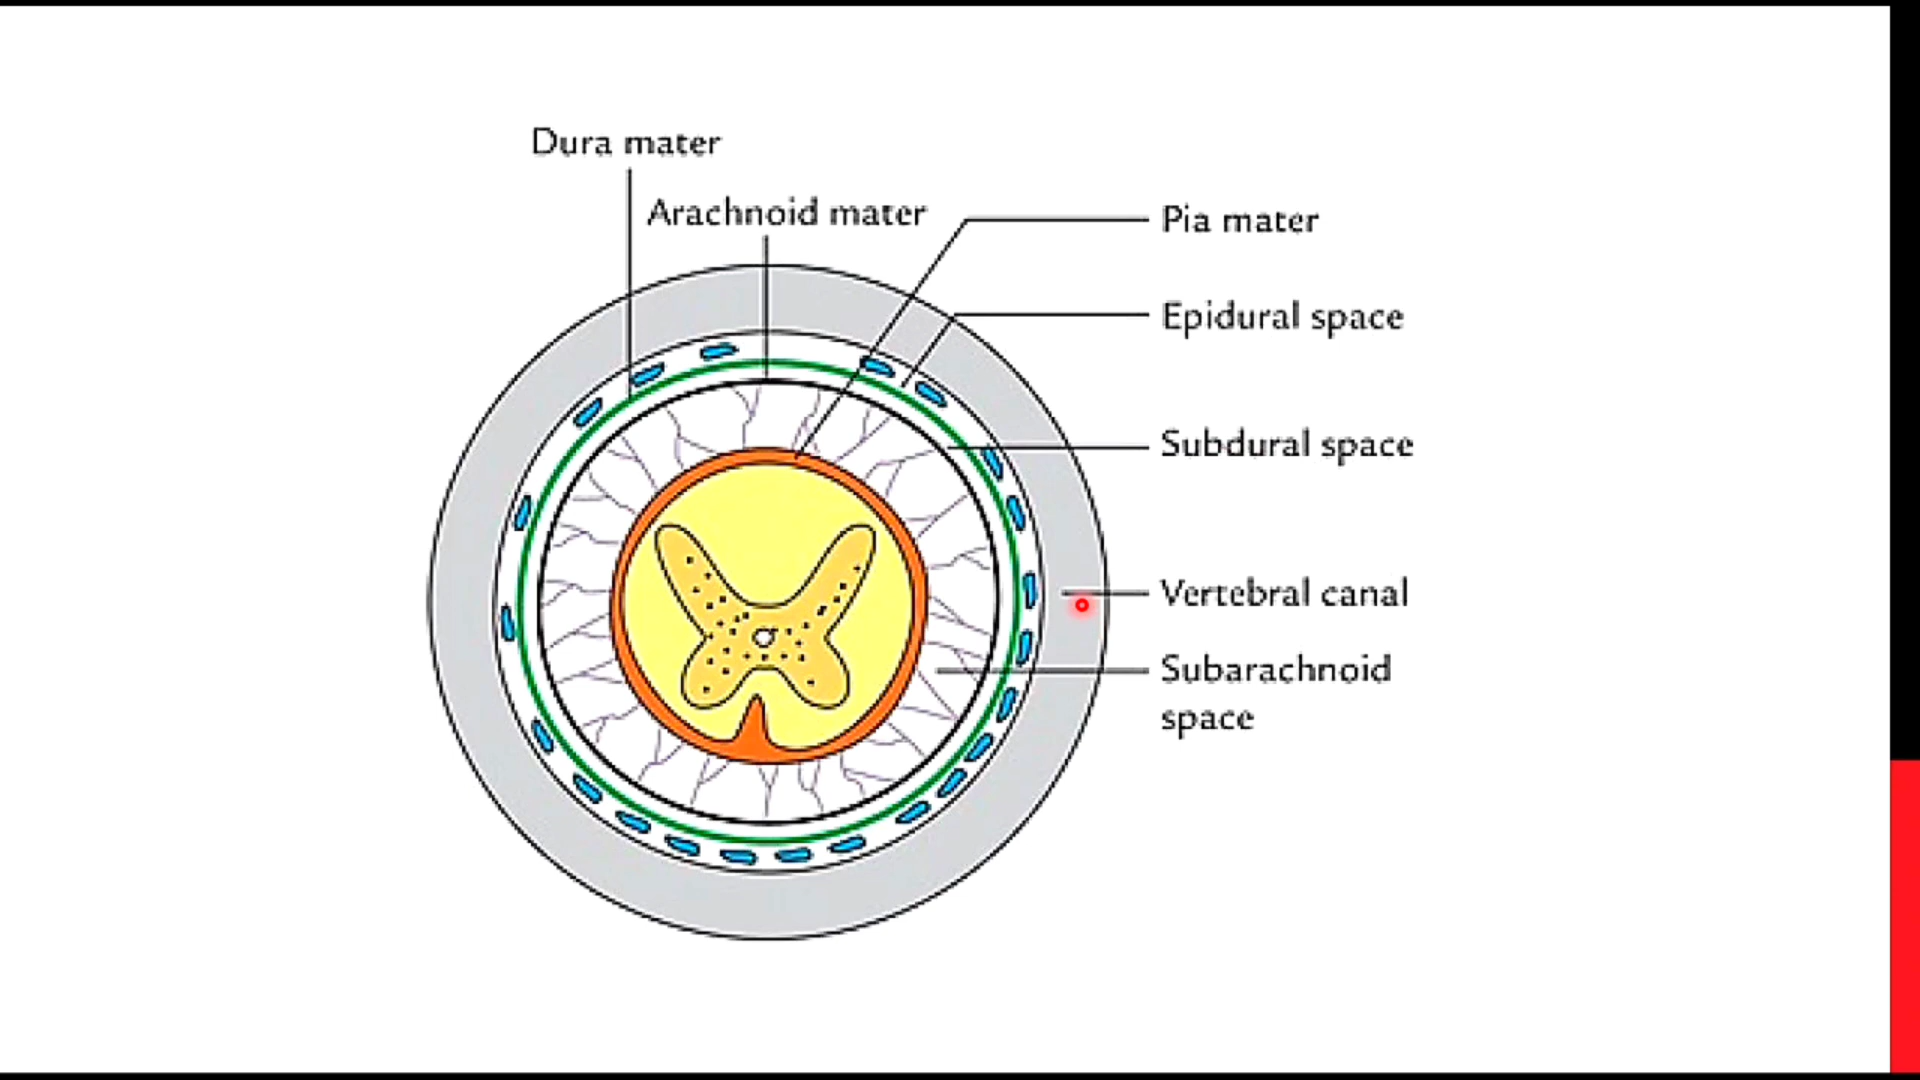 Dura mater
Arachnoid mater
Pia mater
Epidural space
Subdural space
Vertebral canal
Subarachnoid
space